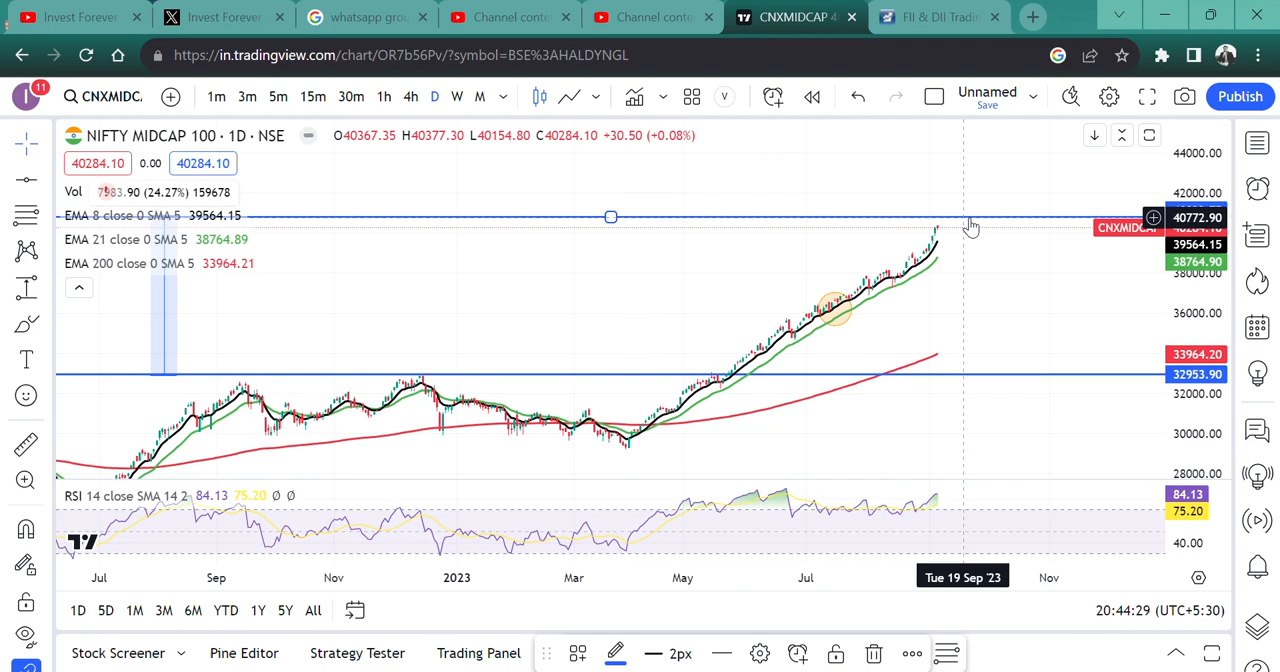 Invest Forever
Invest Forever
whatsapp grou
Channel conte
Channel conte
CNXMIDCAP 4
FII & DII Tradin
https://in.tradingview.com/chart/OR7b56Pv/?symbol=BSE%3AHALDYNGL
I
11
CNXMIDC
1m 3m 5m 15m 30m 1h 4h D W M
V
Unnamed
Save
Publish
NIFTY MIDCAP 100 · 1D · NSE
O40367.35 H40377.30 L40154.80 C40284.10 +30.50 (+0.08%)
40284.10 0.00 40284.10
Vol
7983.90 (24.27%) 159678
EMA 8 close 0 SMA 5 39564.15
EMA 21 close 0 SMA 5 38764.89
EMA 200 close 0 SMA 5 33964.21
44000.00
42000.00
40772.90
CNXMIDCAP
40284.10
39564.15
38764.90
38000.00
36000.00
33964.20
32953.90
32000.00
30000.00
28000.00
RSI 14 close SMA 14 2 84.13 75.20 Ø Ø
84.13
75.20
40.00
Jul Sep Nov 2023 Mar May Jul Tue 19 Sep '23 Nov
1D 5D 1M 3M 6M YTD 1Y 5Y All
20:44:29 (UTC+5:30)
Stock Screener Pine Editor Strategy Tester Trading Panel
2px